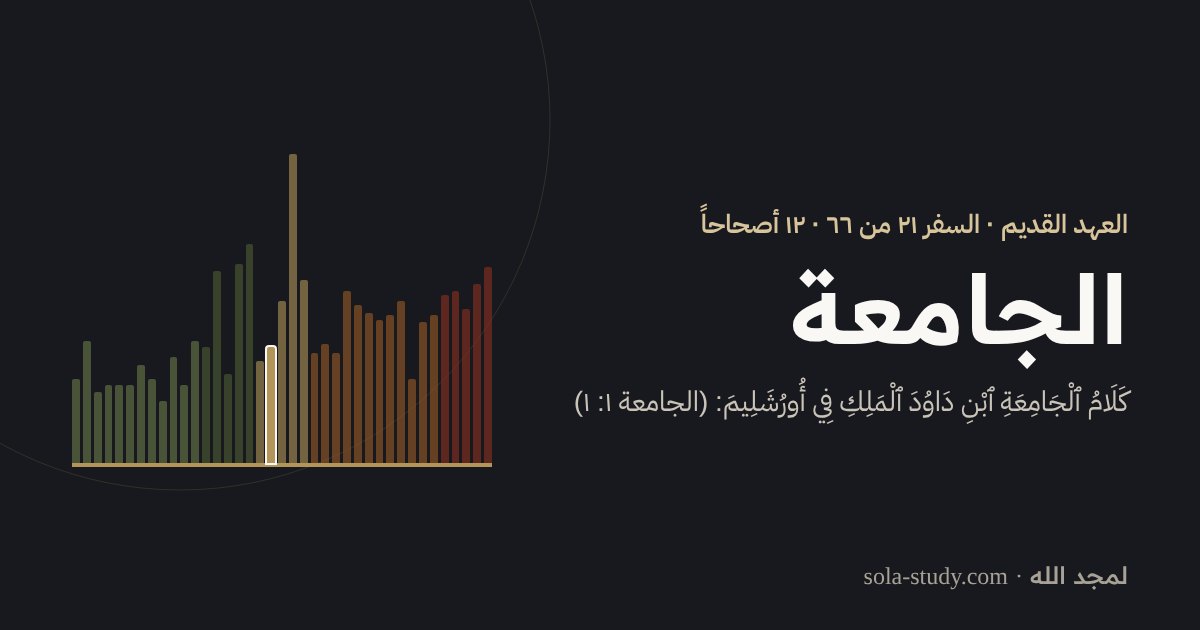 العهد القديم · السفر ٢١ من ٦٦ · ١٢ أصحاحاً
الجامعة
كَلَامُ ٱلْجَامِعَةِ ٱبْنِ دَاوُدَ ٱلْمَلِكِ فِي أُورُشَلِيمَ: (الجامعة ١: ١)
لمجد الله · sola-study.com